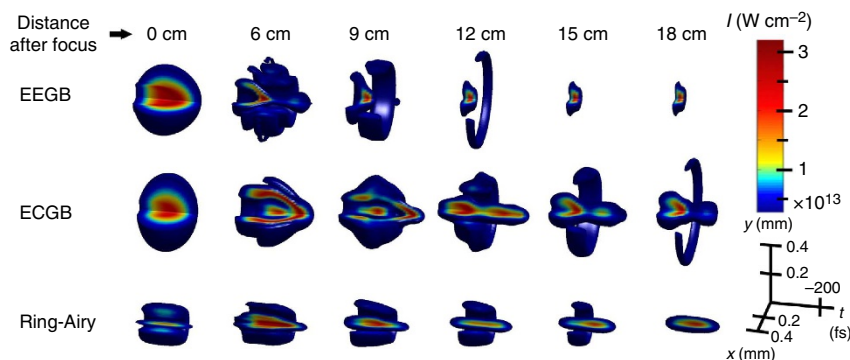 Distance after focus 0 cm 6 cm 9 cm 12 cm 15 cm 18 cm
I (W cm⁻²)
EEGB
ECGB
Ring-Airy
3
2
1
×10¹³
y (mm)
0.4
0.2
−200
t (fs)
0.2
0.4
x (mm)